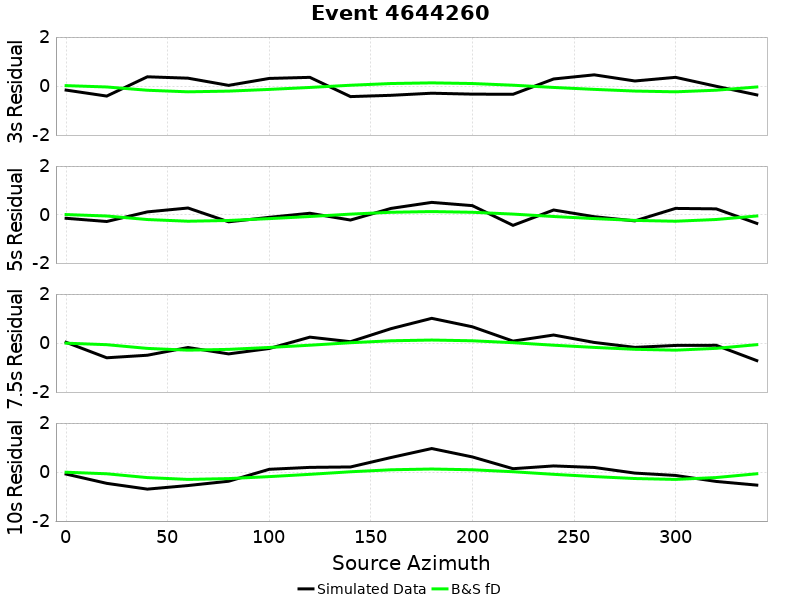 Event 4644260
3s Residual
2
0
-2
5s Residual
2
0
-2
7.5s Residual
2
0
-2
10s Residual
2
0
-2
0 50 100 150 200 250 300
Source Azimuth
Simulated Data B&S fD